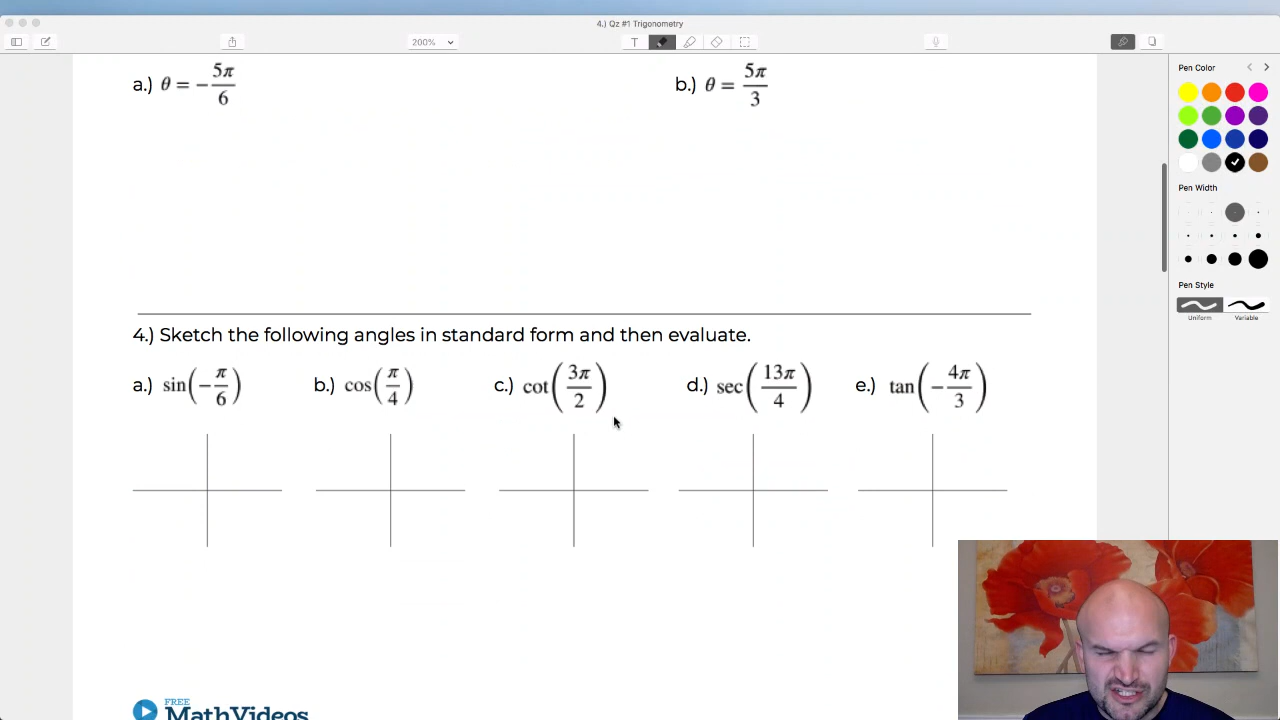 4.) Qz #1 Trigonometry
200%
T
Pen Color
a.) θ = −5π/6
b.) θ = 5π/3
Pen Width
Pen Style
Uniform
Variable
4.) Sketch the following angles in standard form and then evaluate.
a.) sin(−π/6) b.) cos(π/4) c.) cot(3π/2) d.) sec(13π/4) e.) tan(−4π/3)
FREE
MathVideos